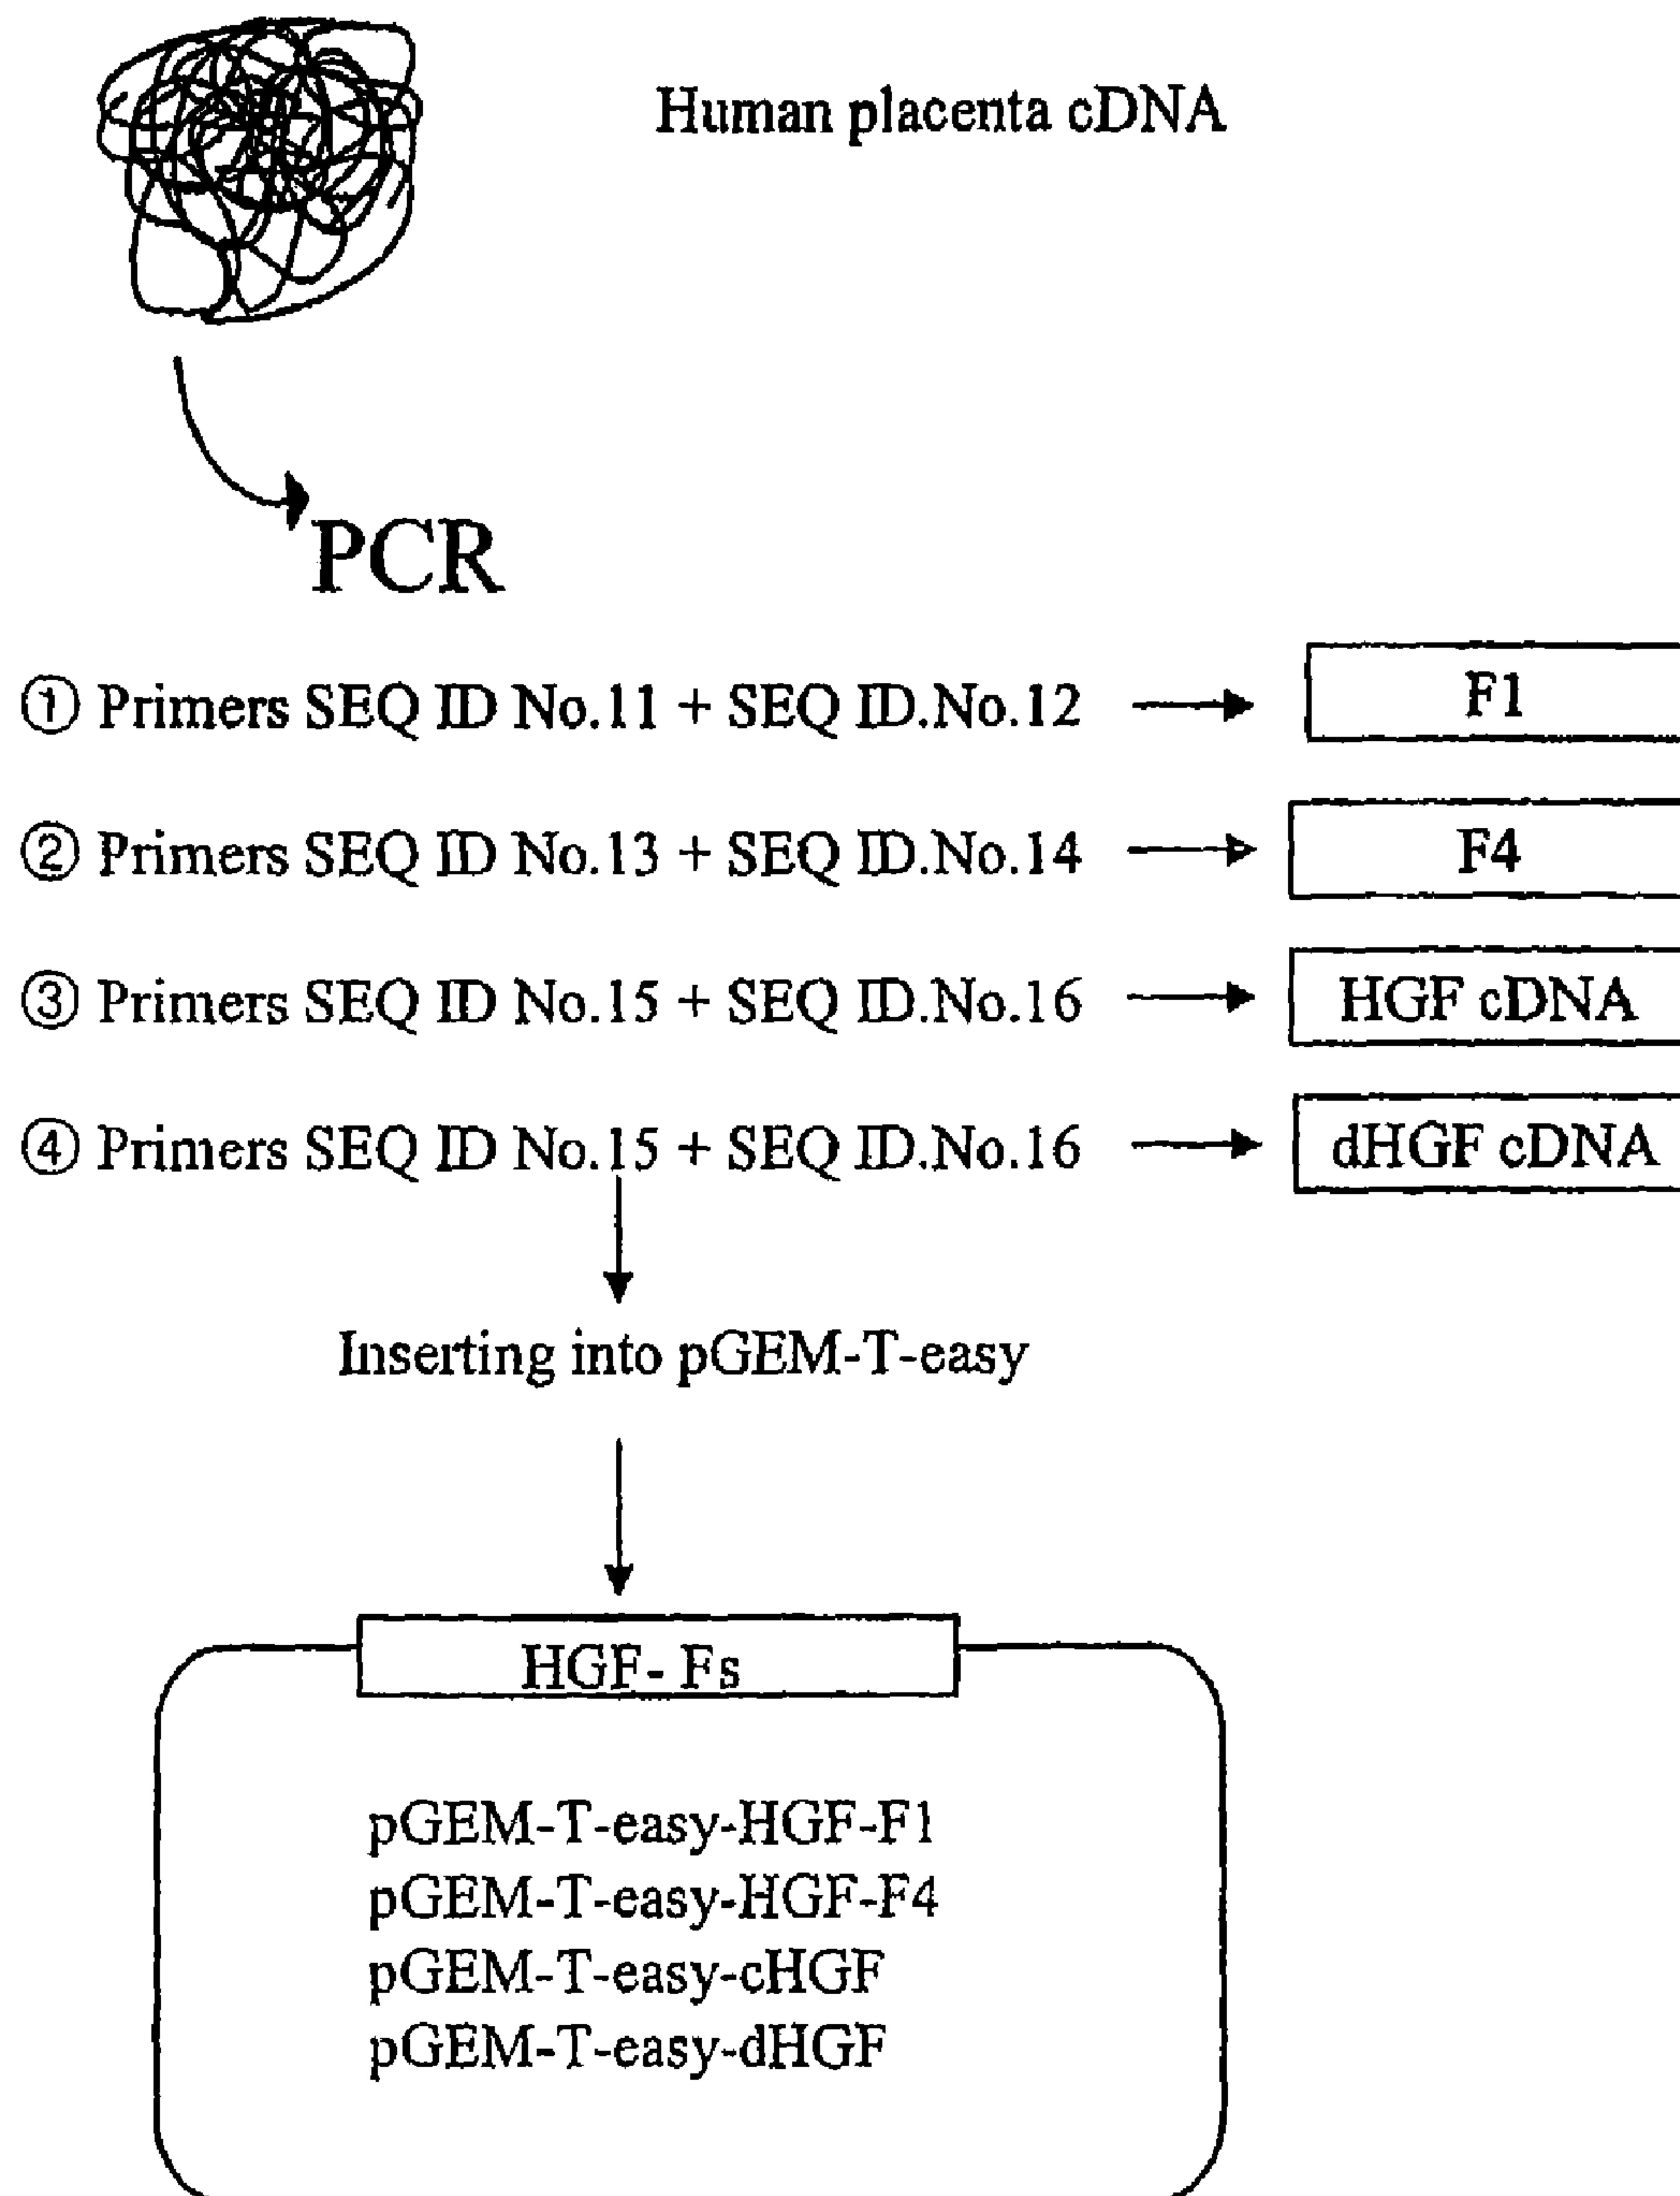 Human placenta cDNA
PCR
① Primers SEQ ID No.11 + SEQ ID.No.12 F1
② Primers SEQ ID No.13 + SEQ ID.No.14 F4
③ Primers SEQ ID No.15 + SEQ ID.No.16 HGF cDNA
④ Primers SEQ ID No.15 + SEQ ID.No.16 dHGF cDNA
Inserting into pGEM-T-easy
HGF- Fs
pGEM-T-easy-HGF-F1
pGEM-T-easy-HGF-F4
pGEM-T-easy-cHGF
pGEM-T-easy-dHGF